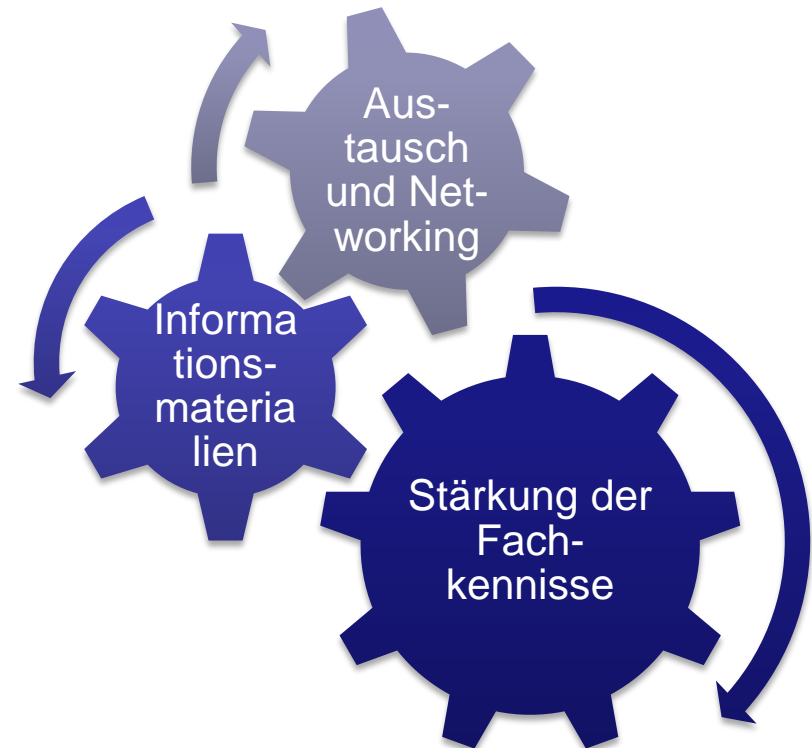 Aus-
tausch
und Net-
working
Informa
tions-
materia
lien
Stärkung der
Fach-
kennisse